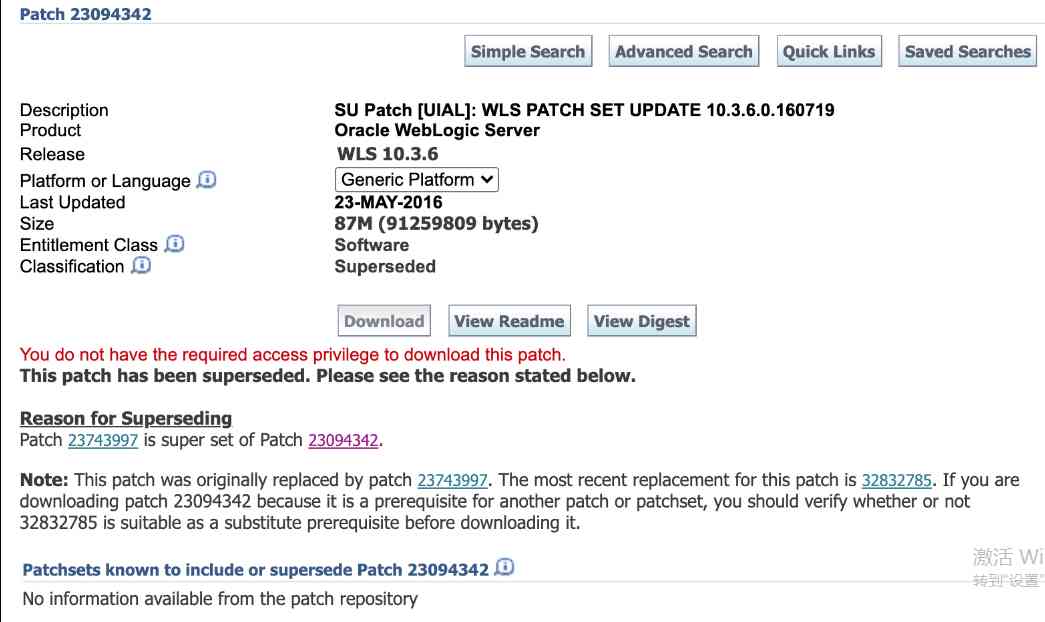 Patch 23094342
Simple Search Advanced Search Quick Links Saved Searches
Description SU Patch [UIAL]: WLS PATCH SET UPDATE 10.3.6.0.160719
Product Oracle WebLogic Server
Release WLS 10.3.6
Platform or Language Generic Platform
Last Updated 23-MAY-2016
Size 87M (91259809 bytes)
Entitlement Class Software
Classification Superseded
Download View Readme View Digest
You do not have the required access privilege to download this patch.
This patch has been superseded. Please see the reason stated below.
Reason for Superseding
Patch 23743997 is super set of Patch 23094342.
Note: This patch was originally replaced by patch 23743997. The most recent replacement for this patch is 32832785. If you are
downloading patch 23094342 because it is a prerequisite for another patch or patchset, you should verify whether or not
32832785 is suitable as a substitute prerequisite before downloading it.
激活 Wi
Patchsets known to include or supersede Patch 23094342
转到"设置"
No information available from the patch repository